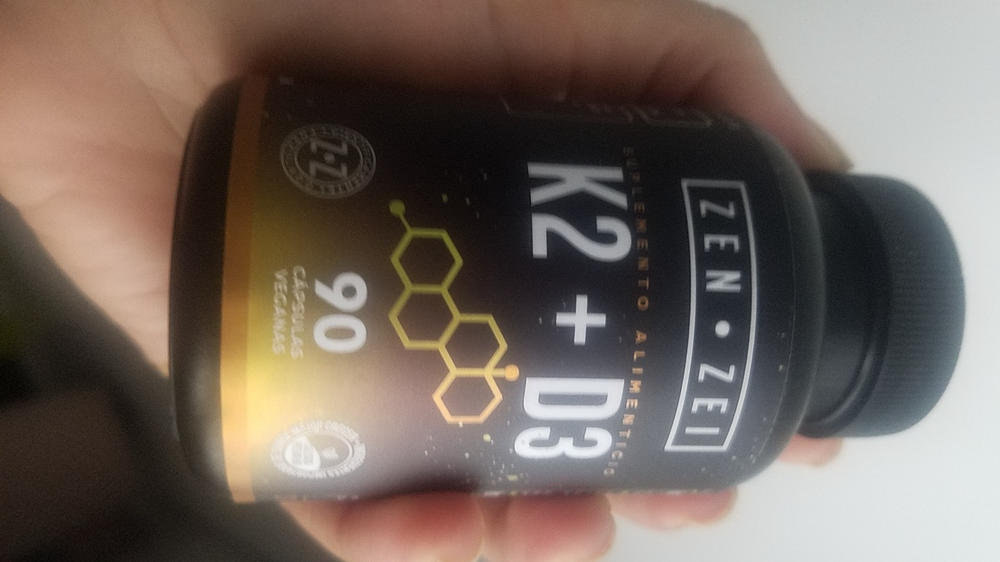 ZEN • ZEI
SUPLEMENTO ALIMENTICIO
K2 + D3
90
CÁPSULAS
VEGANAS
Z•Z